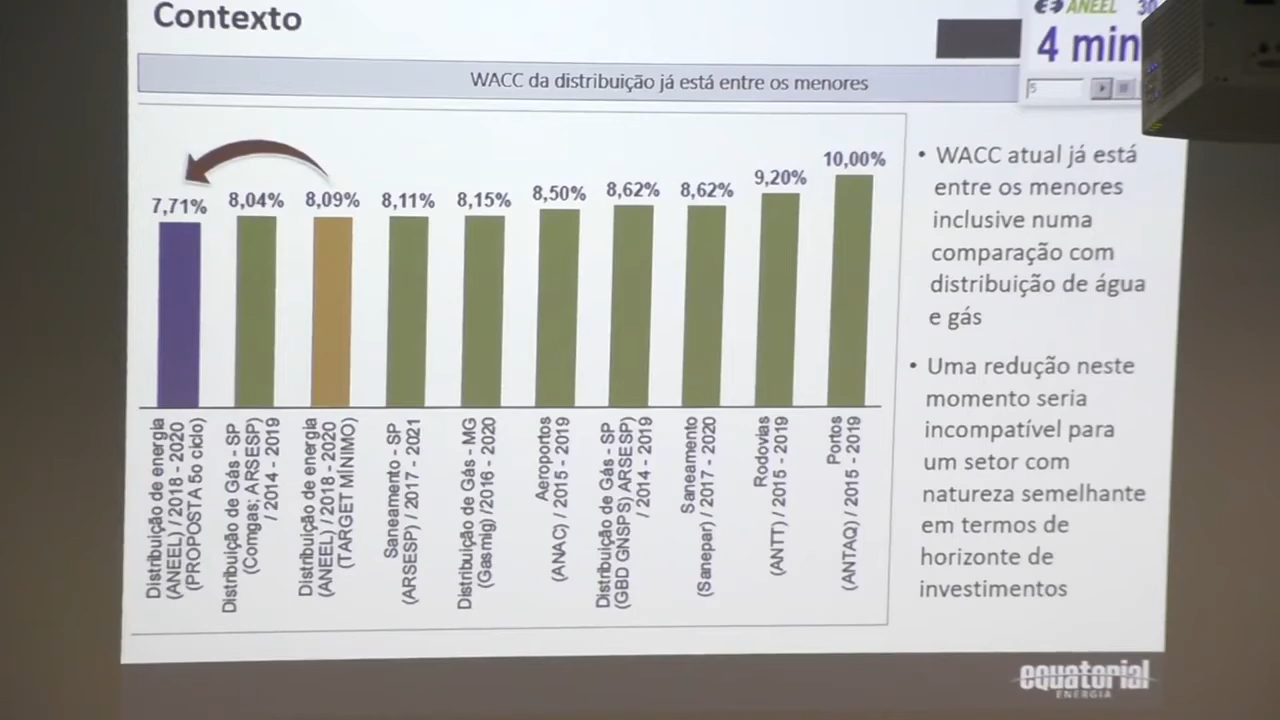 Contexto
ANEEL
4 min
5
WACC da distribuição já está entre os menores
7,71%
8,04%
8,09%
8,11%
8,15%
8,50%
8,62%
8,62%
9,20%
10,00%
Distribuição de energia
(ANEEL) / 2018 - 2020
(PROPOSTA 5o ciclo)
Distribuição de Gás - SP
(Comgas; ARSESP)
/ 2014 - 2019
Distribuição de energia
(ANEEL) / 2018 - 2020
(TARGET MÍNIMO)
Saneamento - SP
(ARSESP) / 2017 - 2021
Distribuição de Gás - MG
(Gasmig) /2016 - 2020
Aeroportos
(ANAC) / 2015 - 2019
Distribuição de Gás - SP
(GBD GNSPS) ARSESP)
/ 2014 - 2019
Saneamento
(Sanepar) / 2017 - 2020
Rodovias
(ANTT) / 2015 - 2019
Portos
(ANTAQ) / 2015 - 2019
• WACC atual já está
entre os menores
inclusive numa
comparação com
distribuição de água
e gás
• Uma redução neste
momento seria
incompatível para
um setor com
natureza semelhante
em termos de
horizonte de
investimentos
equatorial
ENERGIA